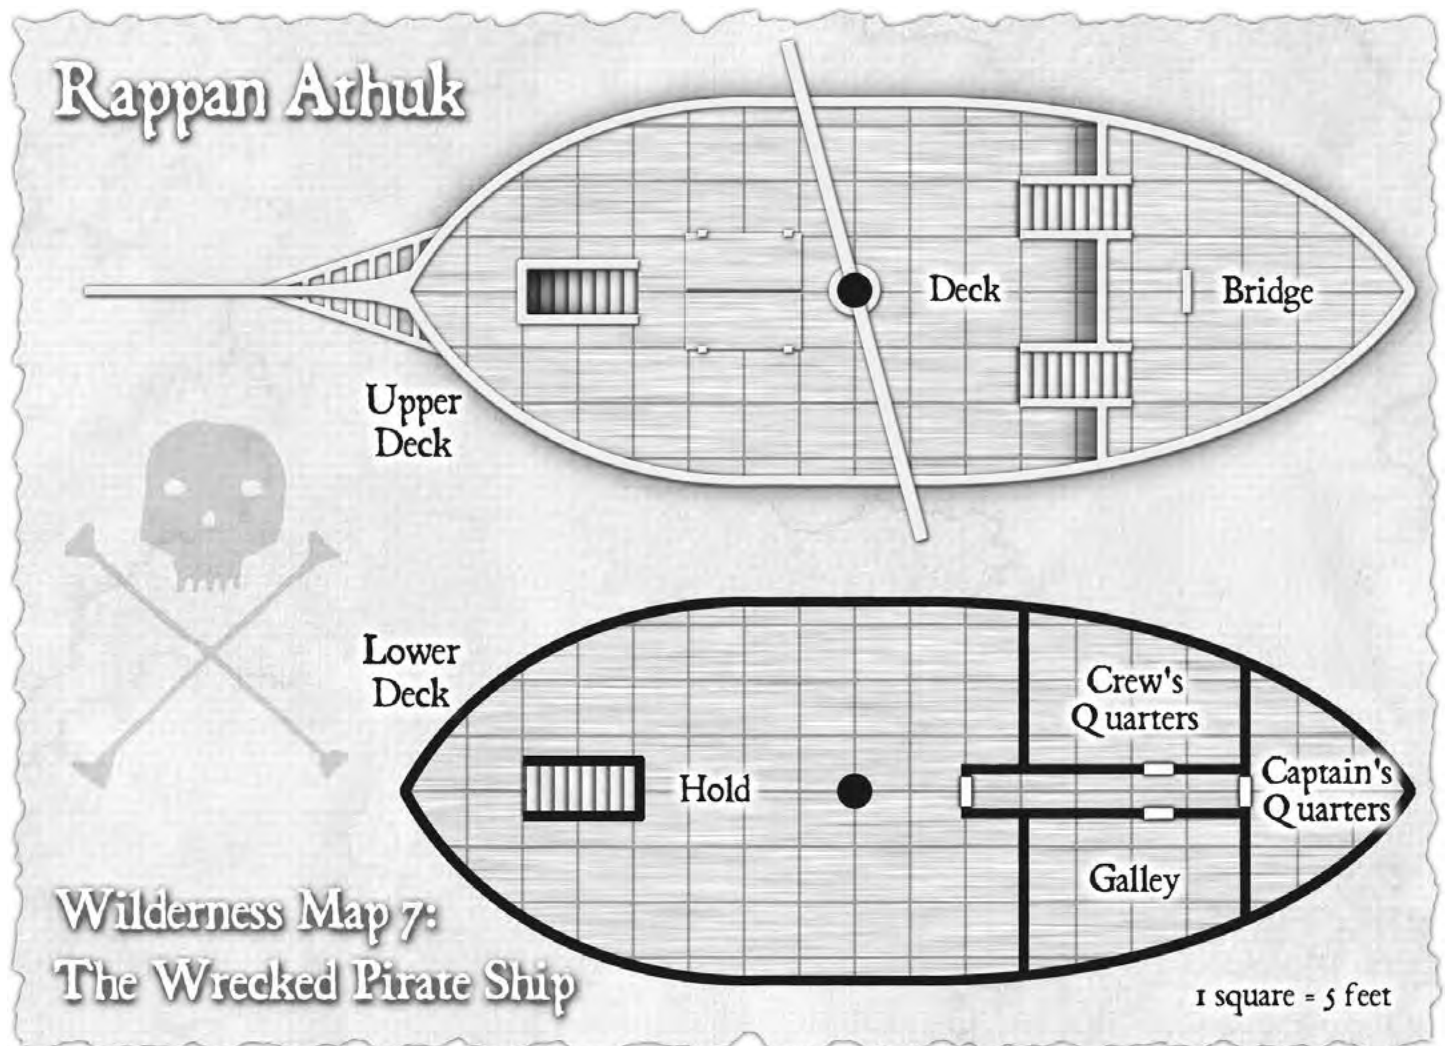 Rappan Athuk
Deck
Bridge
Upper
Deck
Lower
Deck
Crew's
Quarters
Hold
Captain's
Quarters
Galley
Wilderness Map 7:
The Wrecked Pirate Ship
1 square = 5 feet